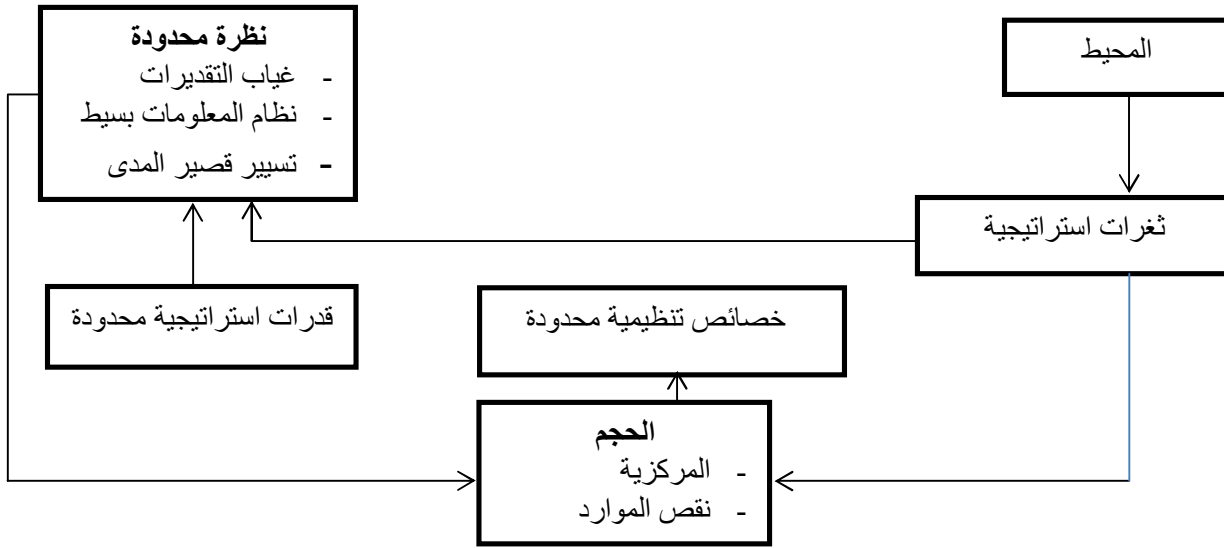 المحيط
نظرة محدودة
- غياب التقديرات
- نظام المعلومات بسيط
- تسيير قصير المدى
ثغرات استراتيجية
خصائص تنظيمية محدودة
قدرات استراتيجية محدودة
الحجم
- المركزية
- نقص الموارد